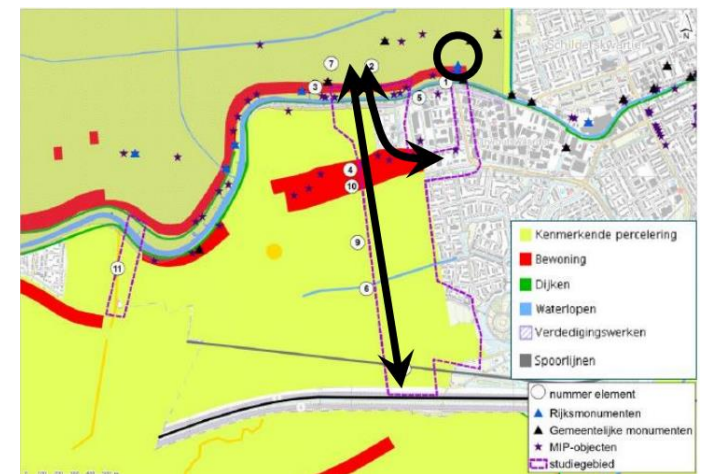 Schilderskwartier
N
7
2
3
1
5
4
10
9
6
11
Kenmerkende percelering
Bewoning
Dijken
Waterlopen
Verdedigingswerken
Spoorlijnen
nummer element
Rijksmonumenten
Gemeentelijke monumenten
MIP-objecten
studiegebied